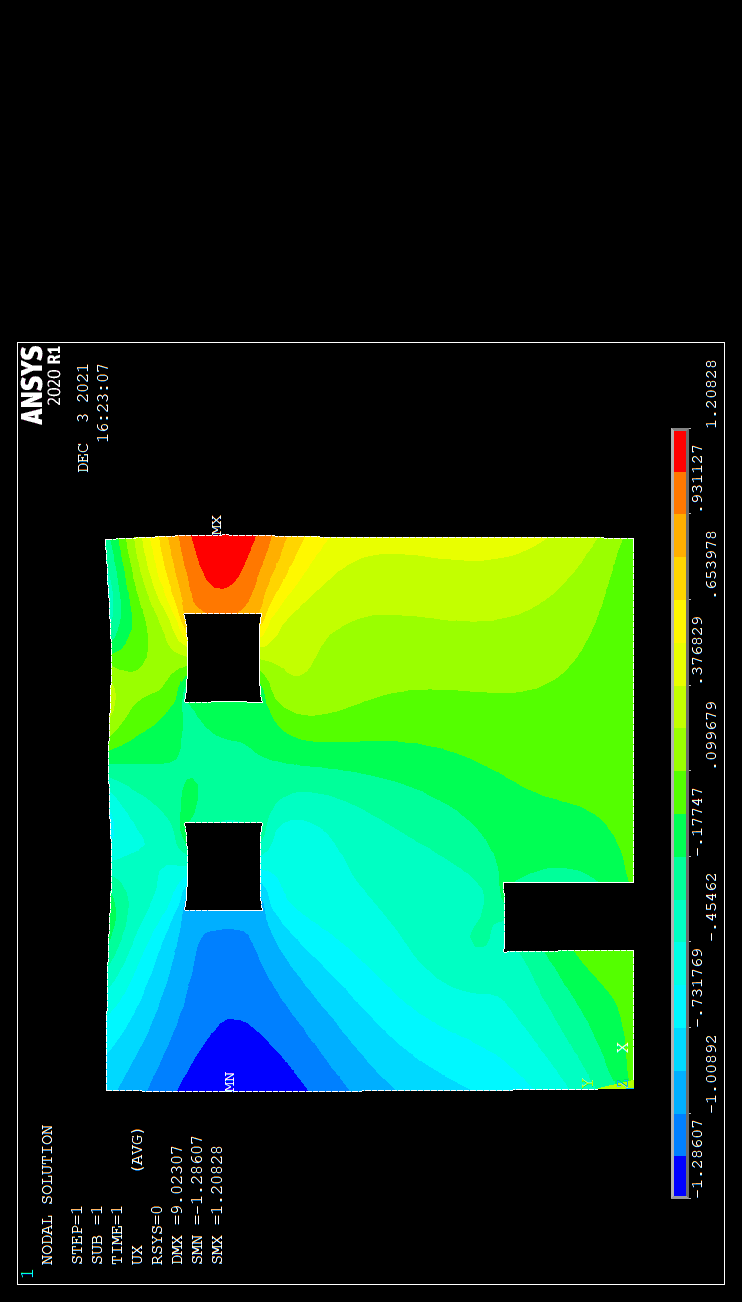 1
NODAL SOLUTION
STEP=1
SUB =1
TIME=1
UX (AVG)
RSYS=0
DMX =9.02307
SMN =-1.28607
SMX =1.20828
ANSYS
2020 R1
DEC 3 2021
16:23:07
MX
MN
Y
Z X
-1.28607
-1.00892
-.731769
-.45462
-.17747
.099679
.376829
.653978
.931127
1.20828